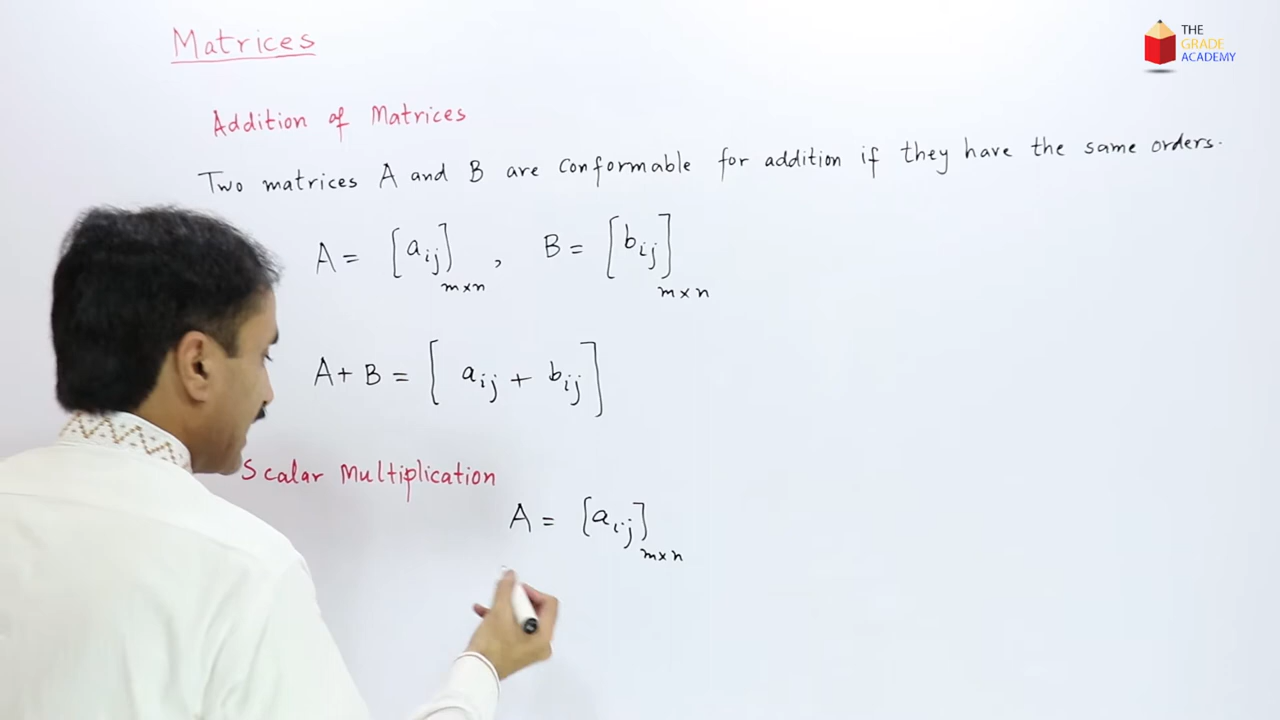 THE
GRADE
ACADEMY
Matrices
Addition of Matrices
Two matrices A and B are conformable for addition if they have the same orders.
A = [aij]m×n, B = [bij]m×n
A + B = [aij + bij]
Scalar Multiplication
A = [aij]m×n